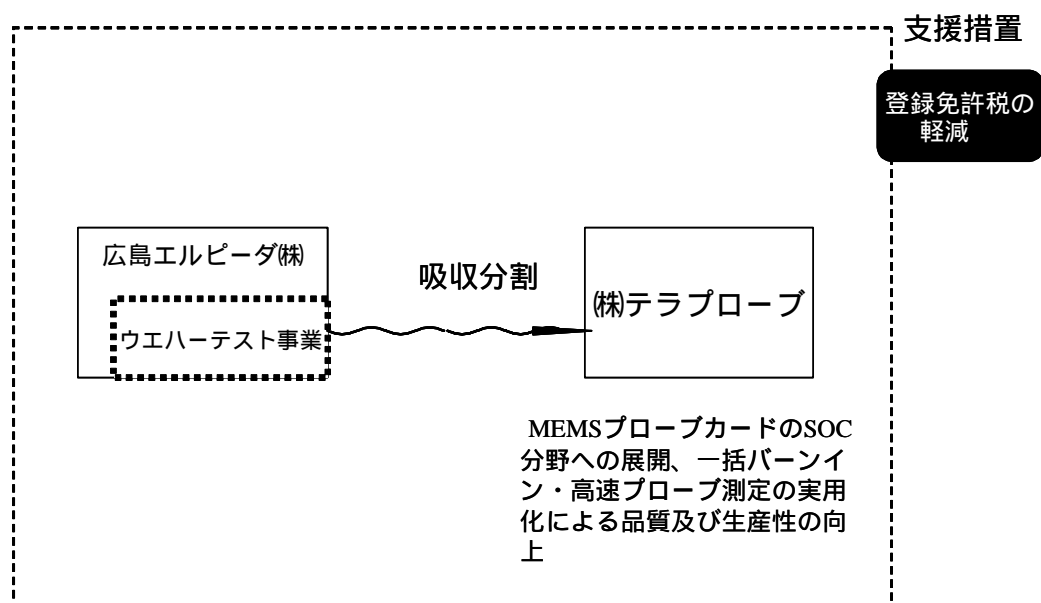 支援措置
登録免許税の
軽減
広島エルピーダ㈱
ウエハーテスト事業
吸収分割
㈱テラプローブ
MEMSプローブカードのSOC
分野への展開、一括バーンイ
ン・高速プローブ測定の実用
化による品質及び生産性の向
上